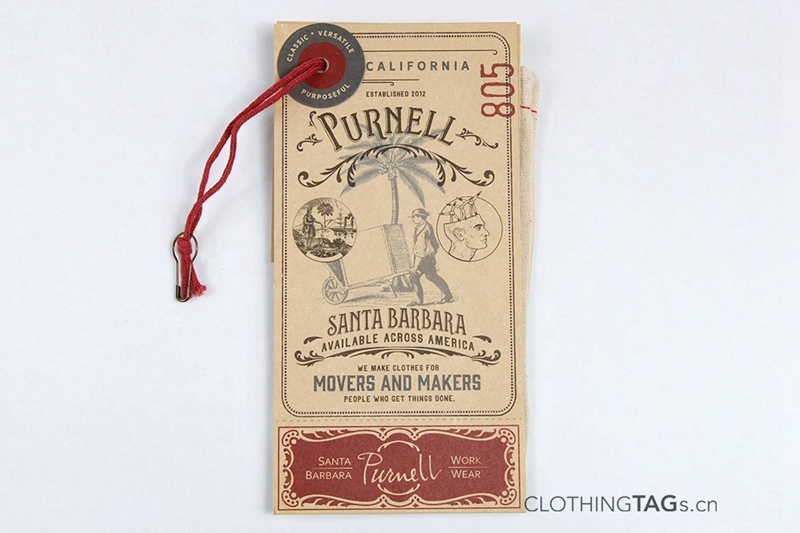 CLASSIC • VERSATILE
PURPOSEFUL
CALIFORNIA
805
ESTABLISHED 2012
PURNELL
SANTA BARBARA
AVAILABLE ACROSS AMERICA
WE MAKE CLOTHES FOR
MOVERS AND MAKERS
PEOPLE WHO GET THINGS DONE.
SANTA BARBARA
Purnell
WORK WEAR
CLOTHINGTAGs.cn